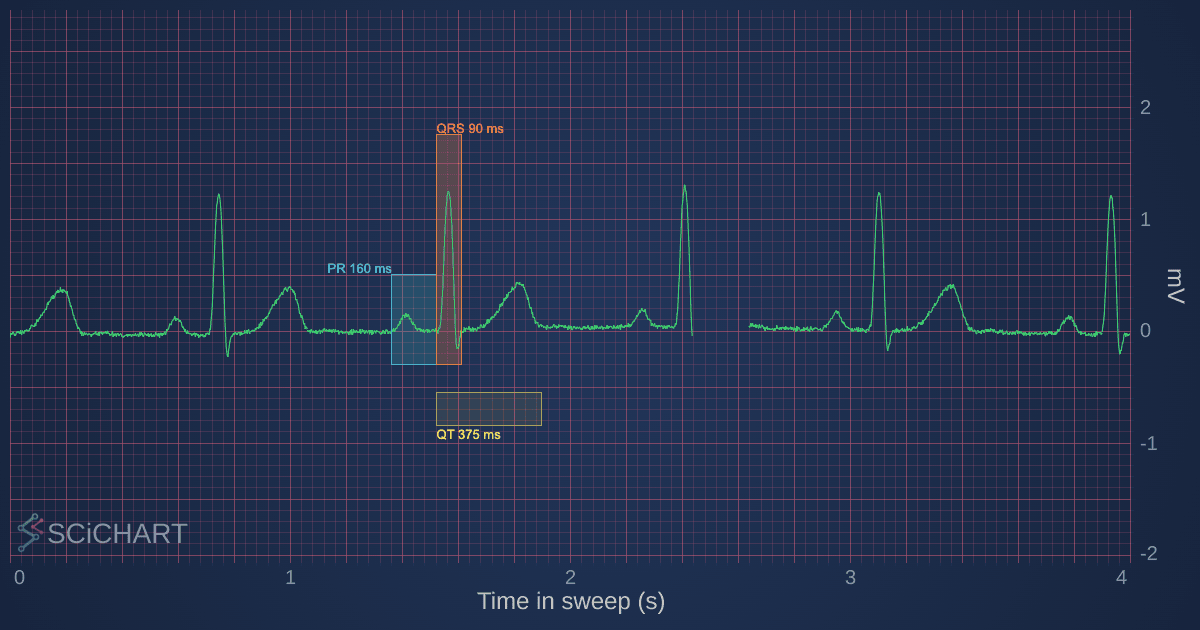 2
QRS 90 ms
1
PR 160 ms
mV
0
QT 375 ms
-1
SCiCHART
-2
0 1 2 3 4
Time in sweep (s)